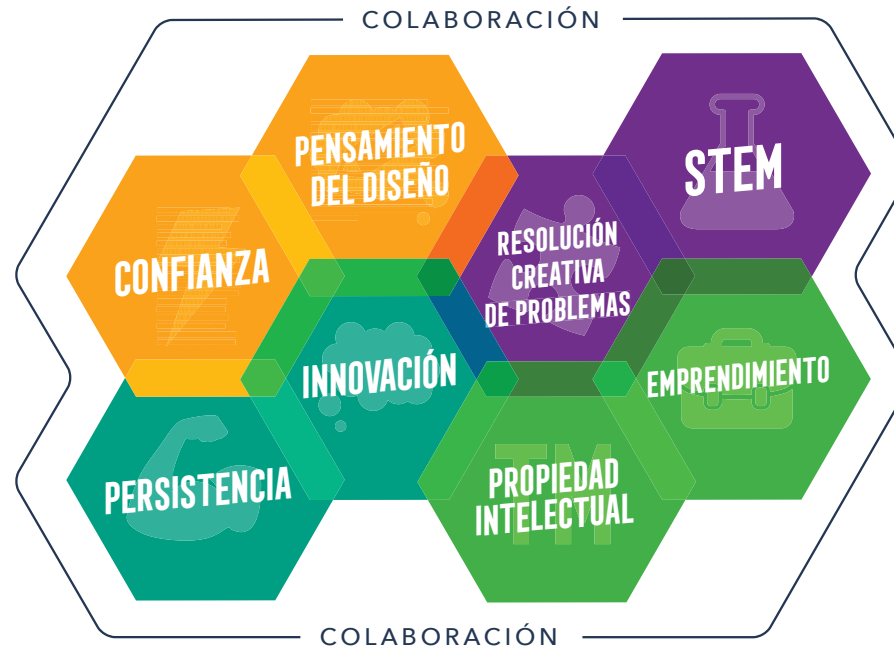 COLABORACIÓN
PENSAMIENTO
DEL DISEÑO
STEM
CONFIANZA
RESOLUCIÓN
CREATIVA
DE PROBLEMAS
INNOVACIÓN
EMPRENDIMIENTO
PERSISTENCIA
PROPIEDAD
INTELECTUAL
TM
COLABORACIÓN